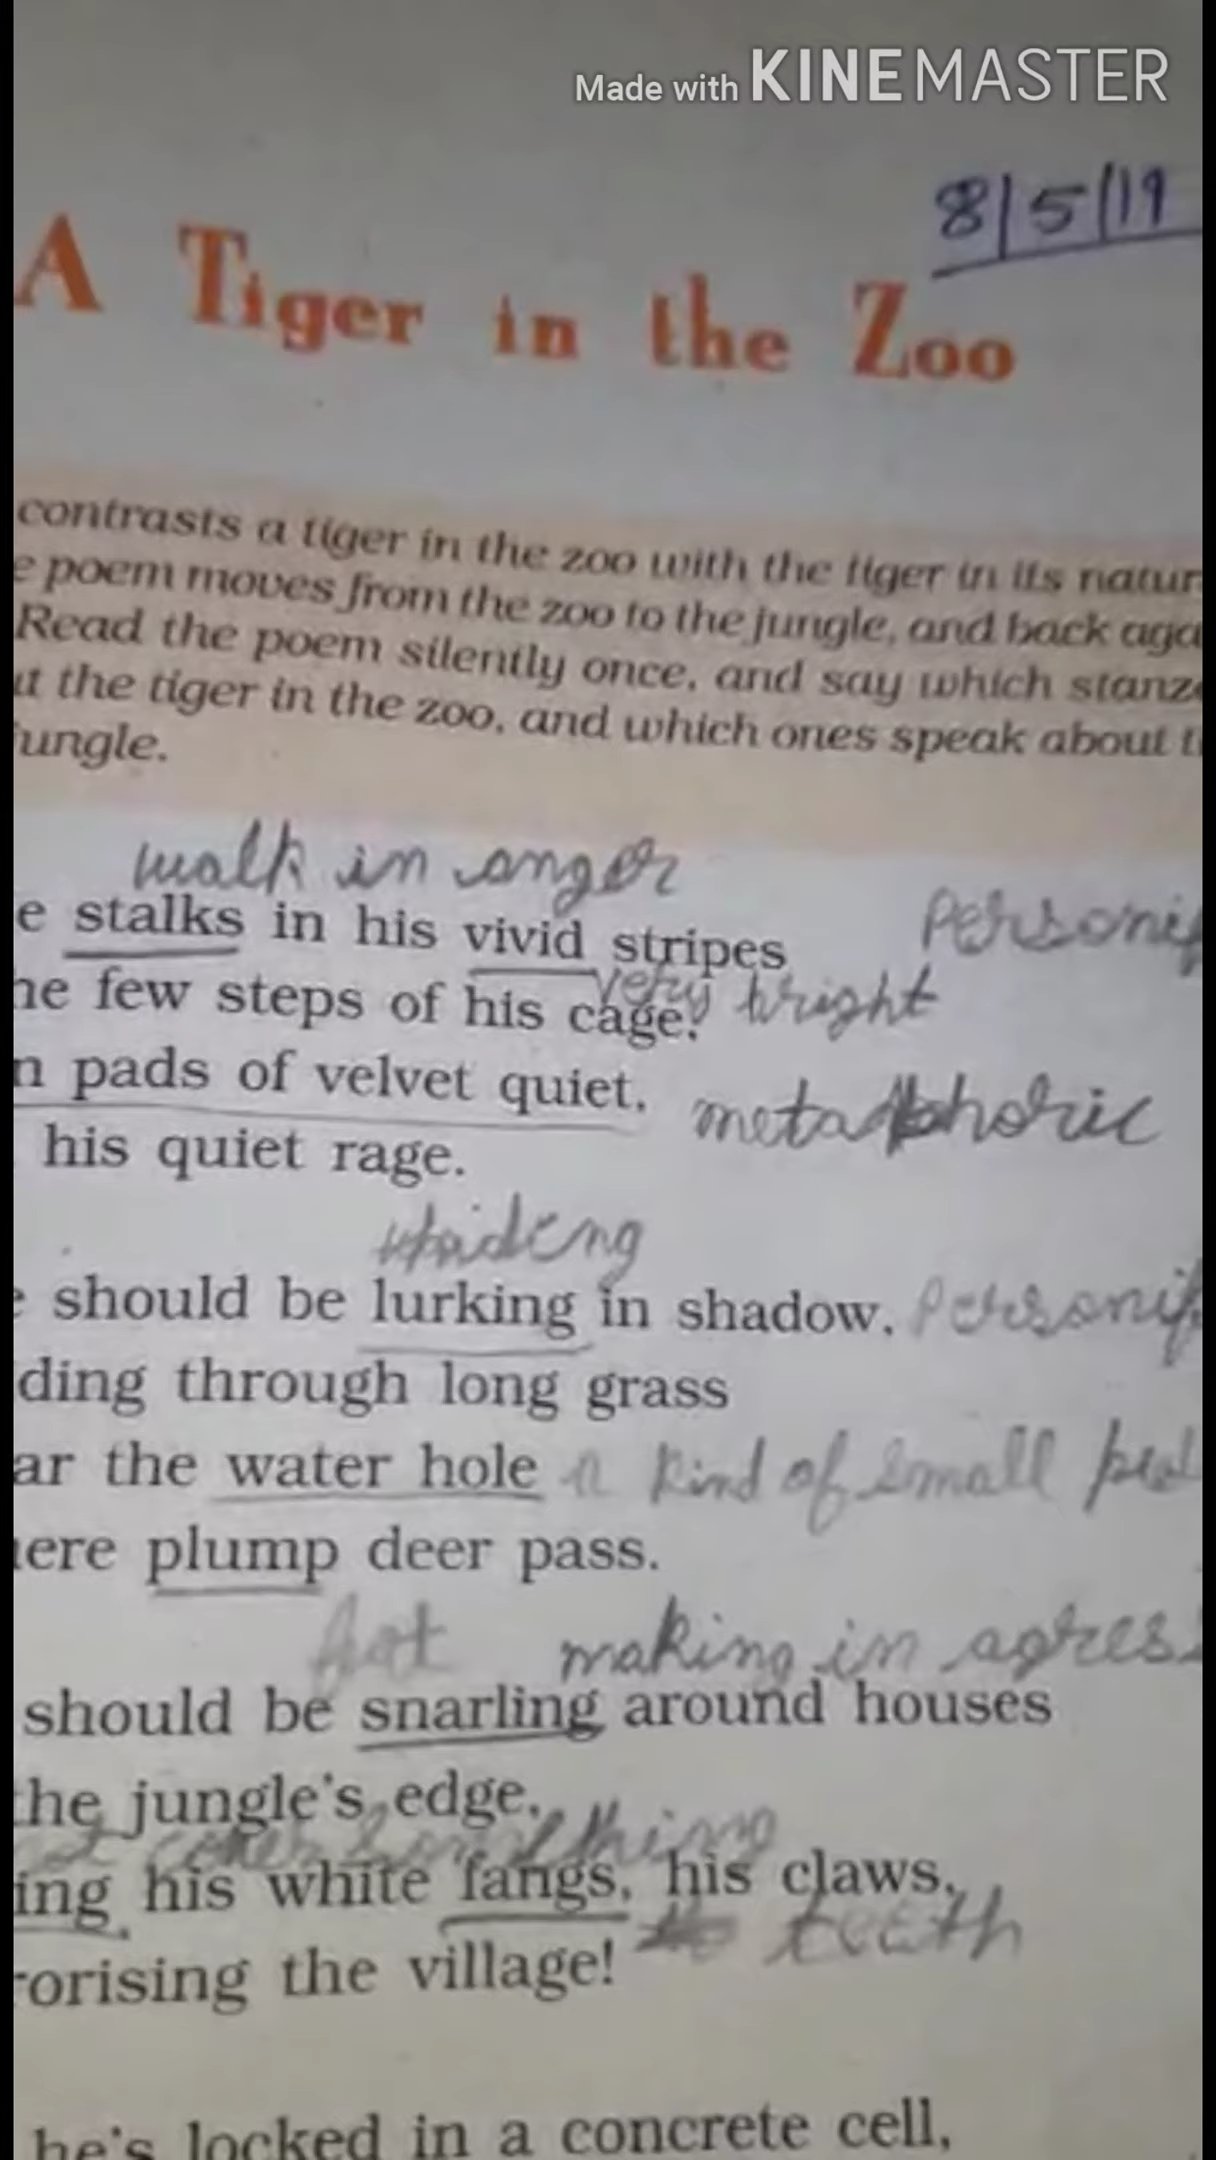 Made with KINEMASTER
8/5/19
A Tiger in the Zoo
contrasts a tiger in the zoo with the tiger in its natur
e poem moves from the zoo to the jungle, and back aga
Read the poem silently once, and say which stanz
ut the tiger in the zoo, and which ones speak about t
ungle.
walk in anger
e stalks in his vivid stripes
Personif
he few steps of his cage,
very bright
n pads of velvet quiet,
metaphoric
his quiet rage.
e should be lurking in shadow,
Personif
ding through long grass
ar the water hole
a kind of small
ere plump deer pass.
making in agres
should be snarling around houses
the jungle's edge,
something
ing his white fangs, his claws,
teeth
rorising the village!
he's locked in a concrete cell,